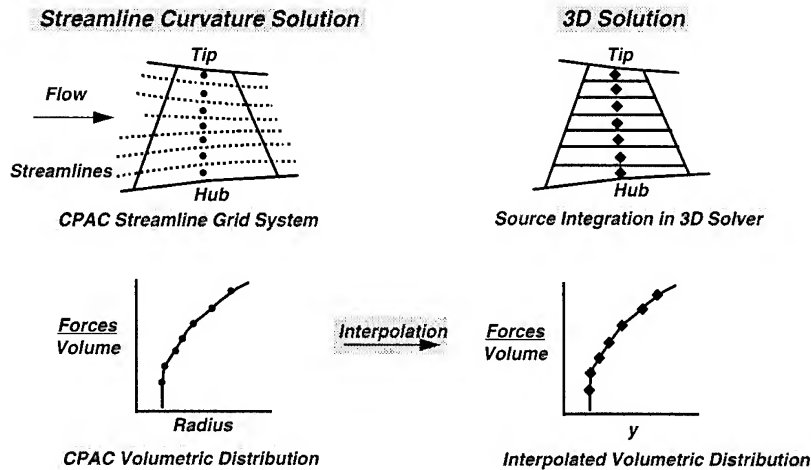 Streamline Curvature Solution
3D Solution
Tip
Flow
Streamlines
Hub
CPAC Streamline Grid System
Tip
Hub
Source Integration in 3D Solver
Forces
Volume
Radius
CPAC Volumetric Distribution
Interpolation
Forces
Volume
y
Interpolated Volumetric Distribution